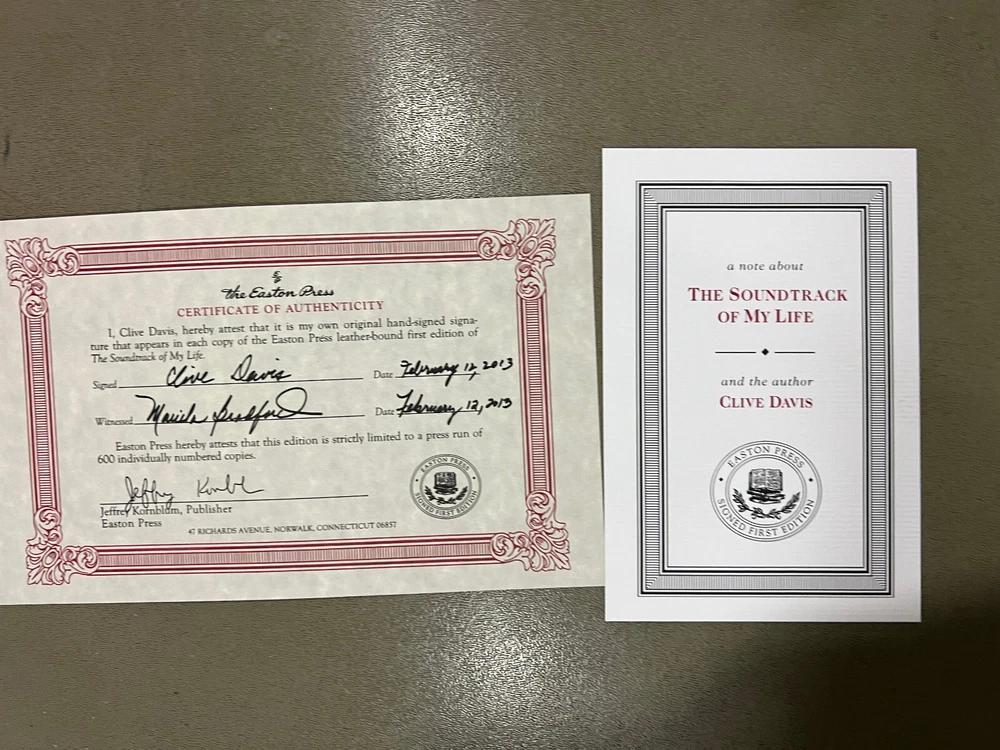 the Easton Press
CERTIFICATE OF AUTHENTICITY
I, Clive Davis, hereby attest that it is my own original hand-signed signa-
ture that appears in each copy of the Easton Press leather-bound first edition of
The Soundtrack of My Life.
Signed Clive Davis Date February 12, 2013
Witnessed Date February 12, 2013
Easton Press hereby attests that this edition is strictly limited to a press run of
600 individually numbered copies.
Jeffrey Kornblum, Publisher
Easton Press
47 RICHARDS AVENUE, NORWALK, CONNECTICUT 06857
EASTON PRESS
SIGNED FIRST EDITION
a note about
THE SOUNDTRACK
OF MY LIFE
and the author
CLIVE DAVIS
EASTON PRESS
SIGNED FIRST EDITION